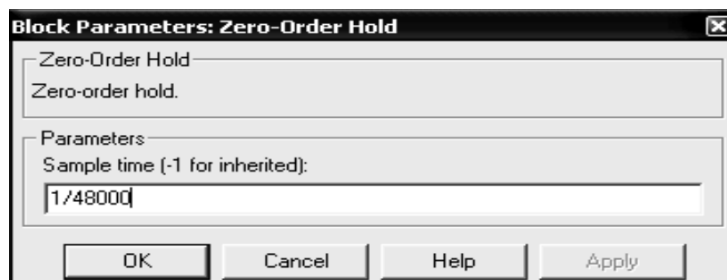 Block Parameters: Zero-Order Hold
Zero-Order Hold
Zero-order hold.
Parameters
Sample time (-1 for inherited):
1/48000
OK Cancel Help Apply